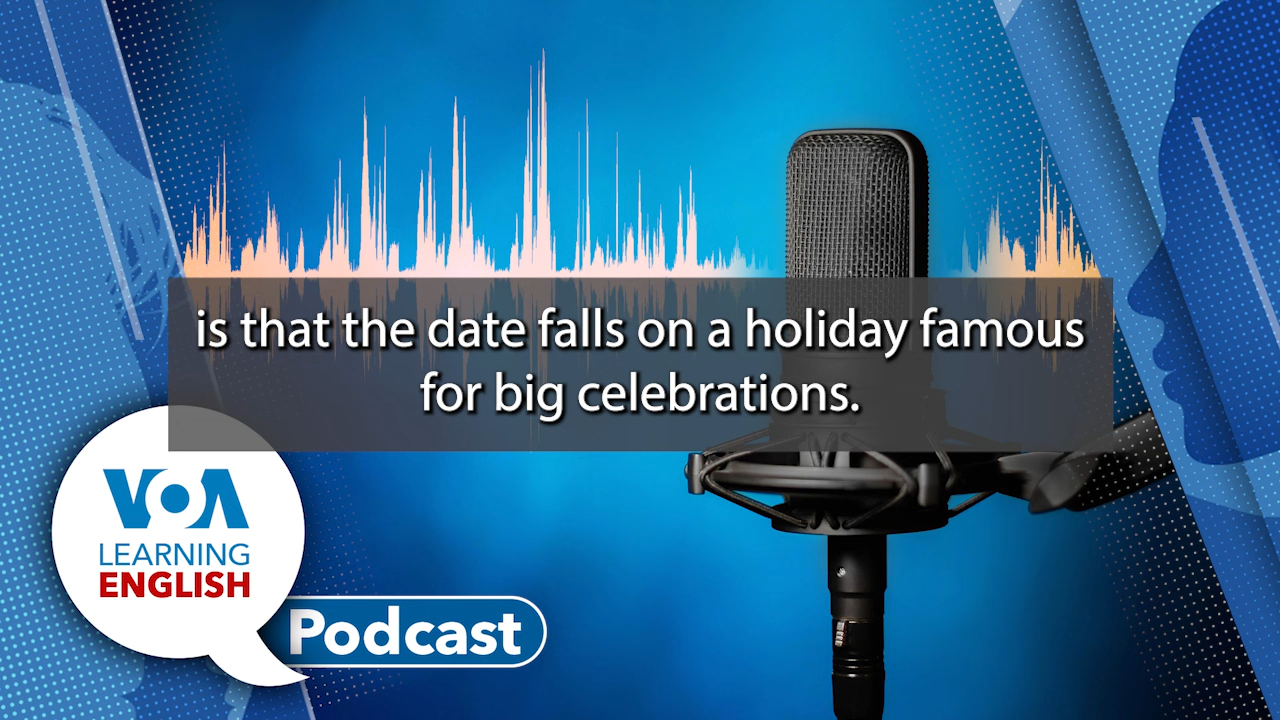 is that the date falls on a holiday famous
for big celebrations.
VOA
LEARNING
ENGLISH
Podcast